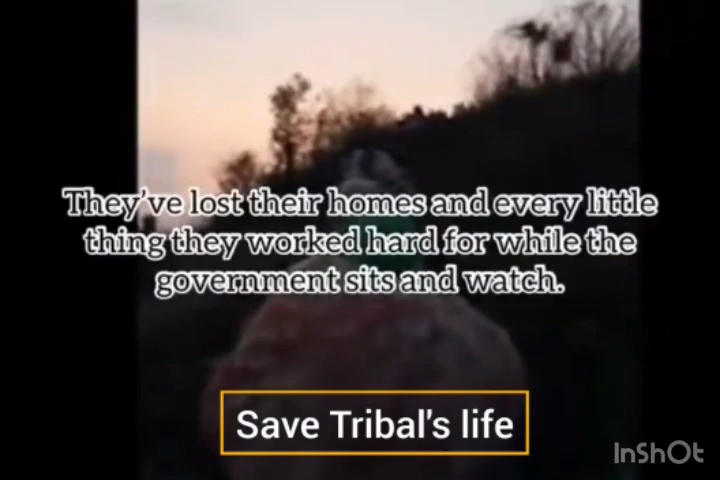 They've lost their homes and every little
thing they worked hard for while the
government sits and watch.
Save Tribal's life
InShOt